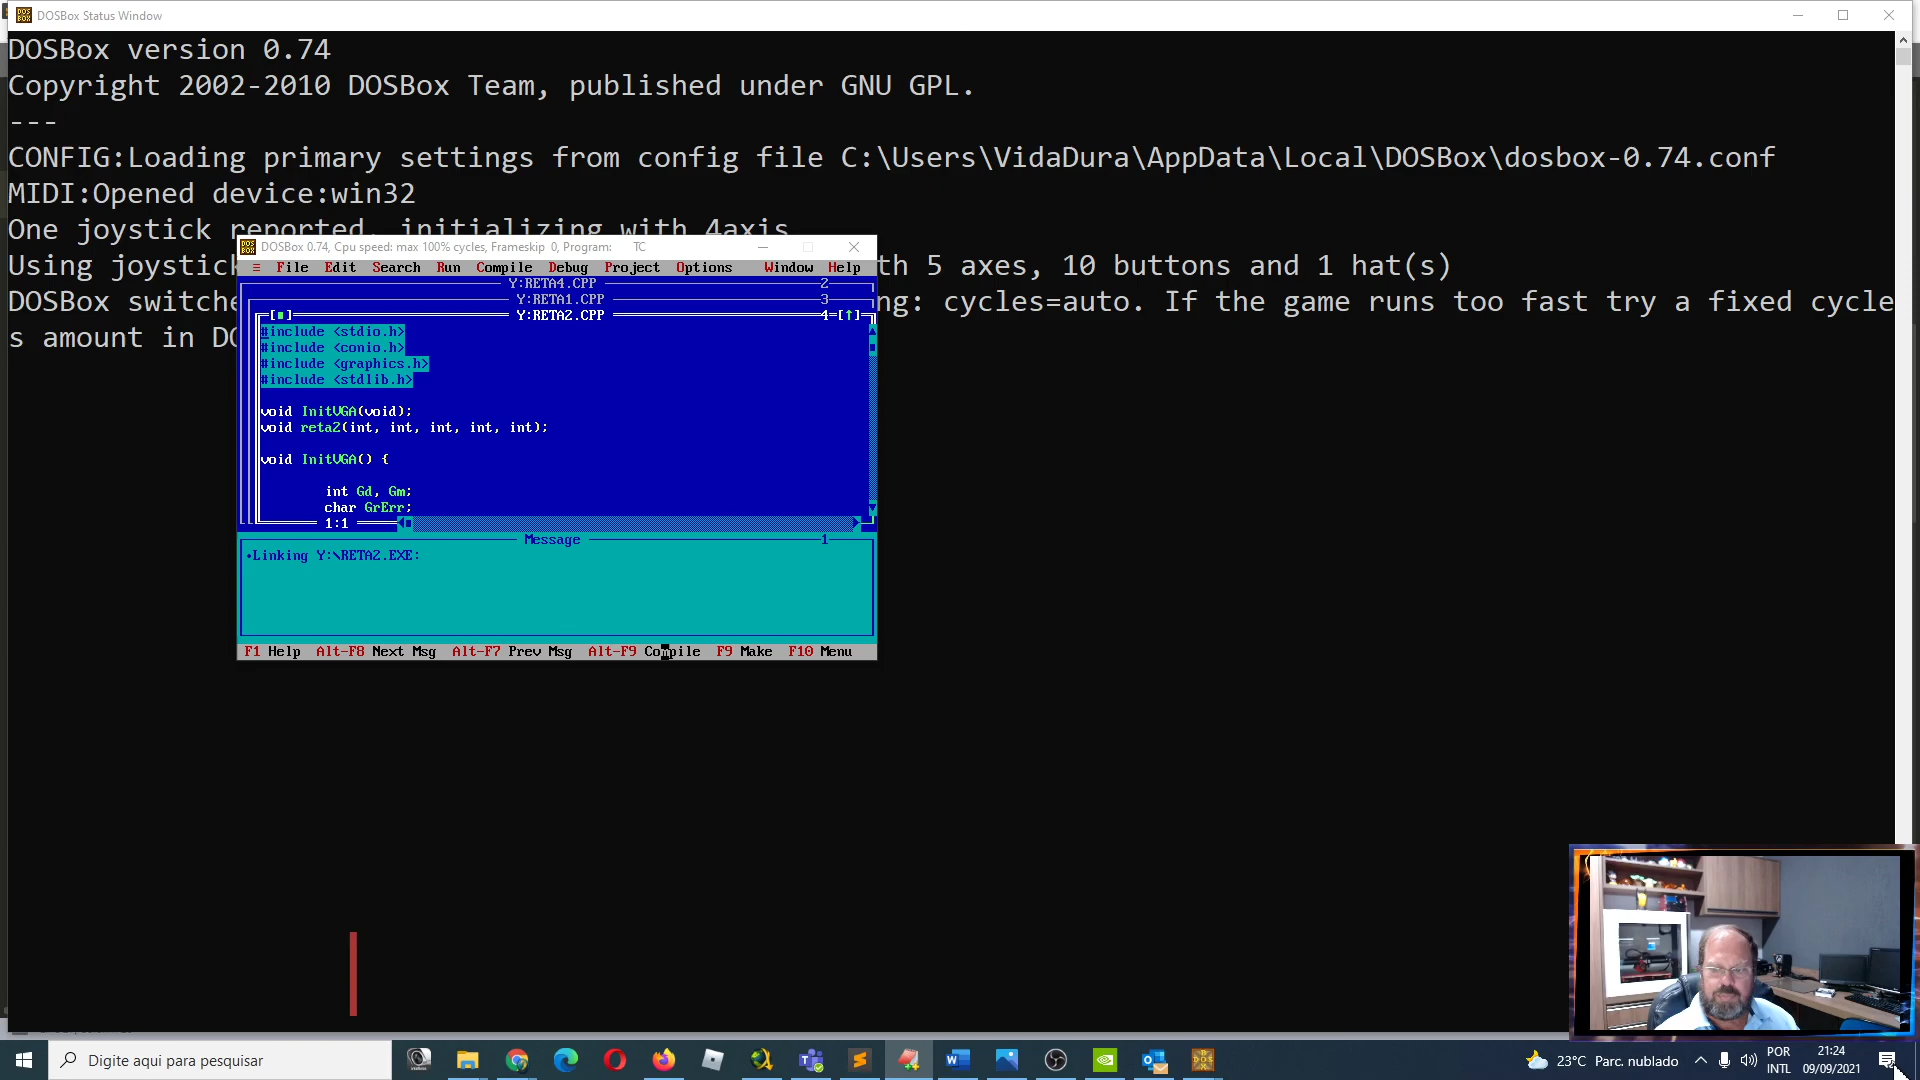 DOSBox Status Window
DOSBox version 0.74
Copyright 2002-2010 DOSBox Team, published under GNU GPL.
---
CONFIG:Loading primary settings from config file C:\Users\VidaDura\AppData\Local\DOSBox\dosbox-0.74.conf
MIDI:Opened device:win32
One joystick reported, initializing with 4axis
Using joystick th 5 axes, 10 buttons and 1 hat(s)
DOSBox switche ng: cycles=auto. If the game runs too fast try a fixed cycle
s amount in DO
DOSBox 0.74, Cpu speed: max 100% cycles, Frameskip 0, Program: TC
≡ File Edit Search Run Compile Debug Project Options Window Help
Y:RETA4.CPP 2
Y:RETA1.CPP 3
[■] Y:RETA2.CPP 4=[↑]
#include <stdio.h>
#include <conio.h>
#include <graphics.h>
#include <stdlib.h>
void InitVGA(void);
void reta2(int, int, int, int, int);
void InitVGA() {
int Gd, Gm;
char GrErr;
1:1
Message 1
•Linking Y:\RETA2.EXE:
F1 Help Alt-F8 Next Msg Alt-F7 Prev Msg Alt-F9 Compile F9 Make F10 Menu
Digite aqui para pesquisar
23°C Parc. nublado
POR
INTL
21:24
09/09/2021